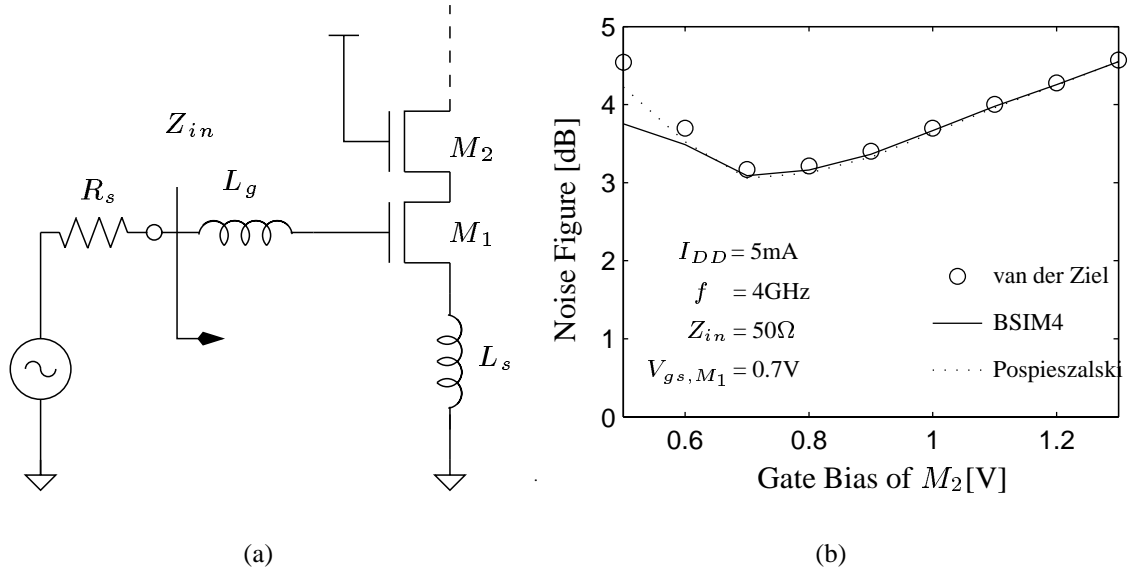 Z_in
R_s
L_g
M_2
M_1
L_s
(a)
Noise Figure [dB]
5
4
3
2
1
0
0.6
0.8
1
1.2
Gate Bias of M_2[V]
I_DD = 5mA
f = 4GHz
Z_in = 50Ω
V_gs,M_1 = 0.7V
van der Ziel
BSIM4
Pospieszalski
(b)